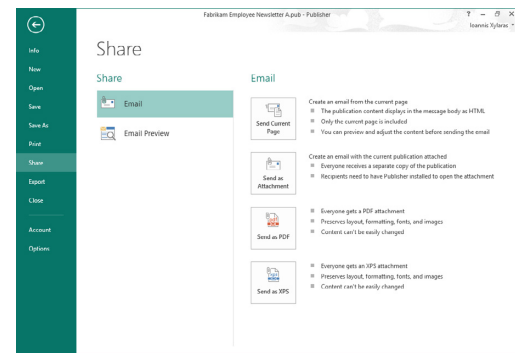 Fabrikam Employee Newsletter A.pub - Publisher
?
Ioannis Xylaras
Info
New
Open
Save
Save As
Print
Share
Export
Close
Account
Options
Share
Share
Email
Email Preview
Email
Send Current
Page
Create an email from the current page
The publication content displays in the message body as HTML
Only the current page is included
You can preview and adjust the content before sending the email
Send as
Attachment
Create an email with the current publication attached
Everyone receives a separate copy of the publication
Recipients need to have Publisher installed to open the attachment
Send as PDF
Everyone gets a PDF attachment
Preserves layout, formatting, fonts, and images
Content can't be easily changed
Send as XPS
Everyone gets an XPS attachment
Preserves layout, formatting, fonts, and images
Content can't be easily changed